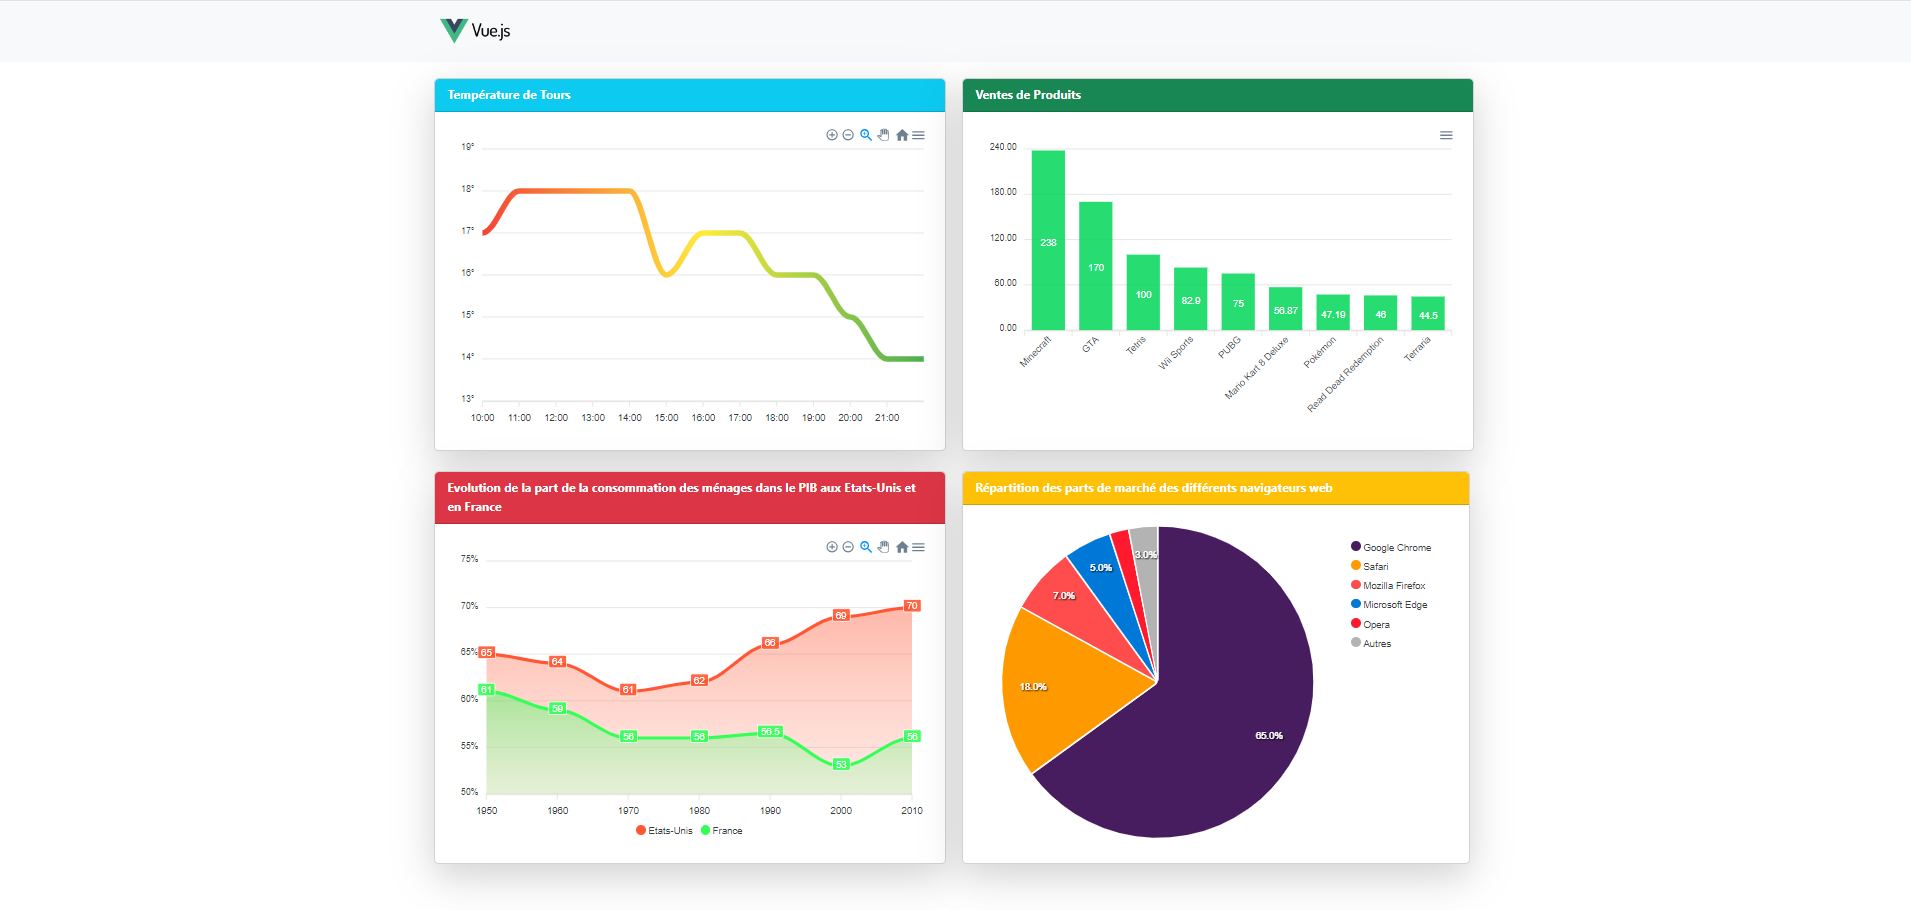 Vue.js
Température de Tours
19°
18°
17°
16°
15°
14°
13°
10:00 11:00 12:00 13:00 14:00 15:00 16:00 17:00 18:00 19:00 20:00 21:00
Ventes de Produits
240.00
180.00
120.00
60.00
0.00
238 170 100 82.9 75 56.87 47.19 46 44.5
Minecraft GTA Tetris Wii Sports PUBG Mario Kart 8 Deluxe Pokémon Read Dead Redemption Terraria
Evolution de la part de la consommation des ménages dans le PIB aux Etats-Unis et
en France
75%
70%
65%
60%
55%
50%
65 64 61 62 66 69 70
61 59 56 56 56.5 53 56
1950 1960 1970 1980 1990 2000 2010
Etats-Unis France
Répartition des parts de marché des différents navigateurs web
3.0%
5.0%
7.0%
18.0%
65.0%
Google Chrome
Safari
Mozilla Firefox
Microsoft Edge
Opera
Autres